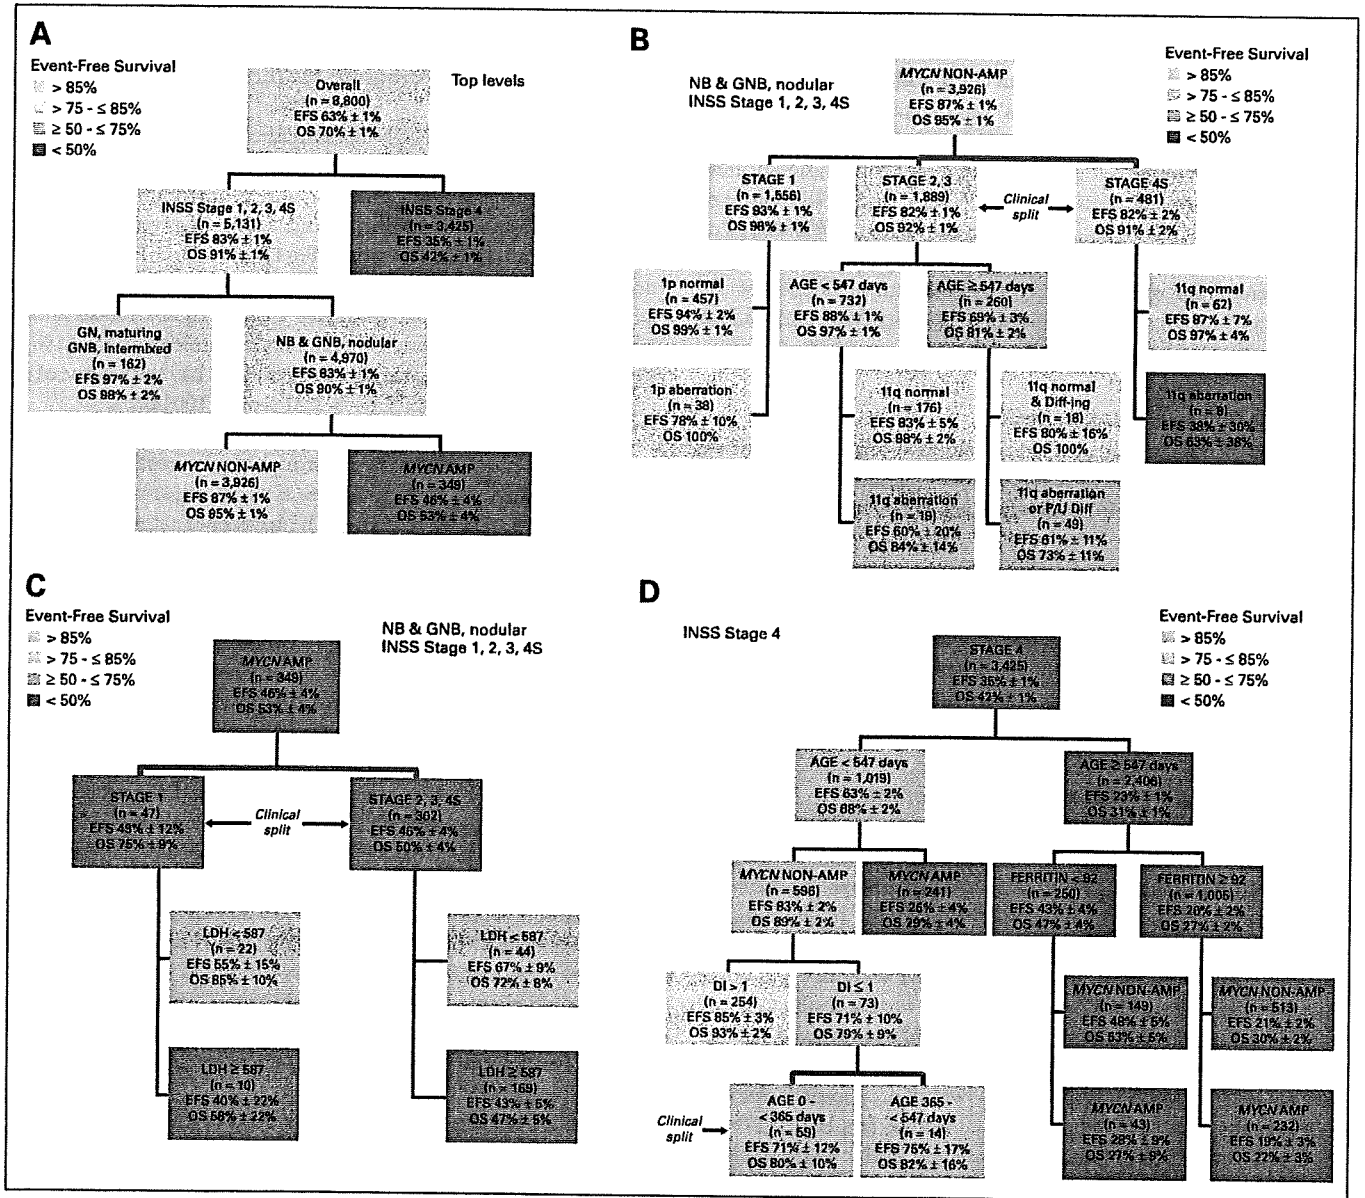 A
Event-Free Survival
> 85%
> 75 - ≤ 85%
≥ 50 - ≤ 75%
< 50%
Top levels
Overall
(n = 8,800)
EFS 63% ± 1%
OS 70% ± 1%
INSS Stage 1, 2, 3, 4S
(n = 5,131)
EFS 83% ± 1%
OS 91% ± 1%
INSS Stage 4
(n = 3,425)
EFS 35% ± 1%
OS 42% ± 1%
GN, maturing
GNB, intermixed
(n = 162)
EFS 97% ± 2%
OS 98% ± 2%
NB & GNB, nodular
(n = 4,970)
EFS 83% ± 1%
OS 90% ± 1%
MYCN NON-AMP
(n = 3,926)
EFS 87% ± 1%
OS 95% ± 1%
MYCN AMP
(n = 349)
EFS 46% ± 4%
OS 53% ± 4%
B
NB & GNB, nodular
INSS Stage 1, 2, 3, 4S
Event-Free Survival
> 85%
> 75 - ≤ 85%
≥ 50 - ≤ 75%
< 50%
MYCN NON-AMP
(n = 3,926)
EFS 87% ± 1%
OS 95% ± 1%
STAGE 1
(n = 1,556)
EFS 93% ± 1%
OS 98% ± 1%
STAGE 2, 3
(n = 1,889)
EFS 82% ± 1%
OS 92% ± 1%
Clinical
split
STAGE 4S
(n = 481)
EFS 82% ± 2%
OS 91% ± 2%
1p normal
(n = 457)
EFS 94% ± 2%
OS 99% ± 1%
AGE < 547 days
(n = 732)
EFS 88% ± 1%
OS 97% ± 1%
AGE ≥ 547 days
(n = 260)
EFS 69% ± 3%
OS 81% ± 2%
11q normal
(n = 62)
EFS 87% ± 7%
OS 97% ± 4%
1p aberration
(n = 38)
EFS 78% ± 10%
OS 100%
11q normal
(n = 176)
EFS 83% ± 5%
OS 98% ± 2%
11q normal
& Diff-ing
(n = 18)
EFS 80% ± 16%
OS 100%
11q aberration
EFS 38% ± 30%
OS 63% ± 38%
11q aberration
(n = 18)
EFS 60% ± 20%
OS 84% ± 14%
11q aberration
or P/U Diff
(n = 49)
EFS 61% ± 11%
OS 73% ± 11%
C
Event-Free Survival
> 85%
> 75 - ≤ 85%
≥ 50 - ≤ 75%
< 50%
NB & GNB, nodular
INSS Stage 1, 2, 3, 4S
MYCN AMP
(n = 349)
EFS 46% ± 4%
OS 53% ± 4%
STAGE 1
(n = 47)
EFS ± 12%
OS 75% ± 9%
Clinical
split
STAGE 2, 3, 4S
(n = 302)
EFS 46% ± 4%
OS 50% ± 4%
LDH < 587
(n = 22)
EFS 55% ± 15%
OS 85% ± 10%
LDH < 587
(n = 44)
EFS 67% ± 9%
OS 72% ± 8%
LDH ≥ 587
(n = 10)
EFS 40% ± 22%
OS 58% ± 22%
LDH ≥ 587
(n = 169)
EFS 43% ± 5%
OS 47% ± 5%
D
INSS Stage 4
Event-Free Survival
> 85%
> 75 - ≤ 85%
≥ 50 - ≤ 75%
< 50%
STAGE 4
(n = 3,425)
EFS 35% ± 1%
OS 42% ± 1%
AGE < 547 days
(n = 1,019)
EFS 63% ± 2%
OS 68% ± 2%
AGE ≥ 547 days
(n = 2,406)
EFS 23% ± 1%
OS 31% ± 1%
MYCN NON-AMP
(n = 596)
EFS 83% ± 2%
OS 89% ± 2%
MYCN AMP
(n = 241)
EFS 26% ± 4%
OS 29% ± 4%
FERRITIN < 92
(n = 250)
EFS 43% ± 4%
OS 47% ± 4%
FERRITIN ≥ 92
(n = 1,005)
EFS 20% ± 2%
OS 27% ± 2%
DI > 1
(n = 254)
EFS 85% ± 3%
OS 93% ± 2%
DI ≤ 1
(n = 73)
EFS 71% ± 10%
OS 79% ± 9%
MYCN NON-AMP
(n = 149)
EFS 48% ± 5%
OS 53% ± 5%
MYCN NON-AMP
(n = 513)
EFS 21% ± 2%
OS 30% ± 2%
Clinical
split
AGE 0 -
< 365 days
(n = 59)
EFS 71% ± 12%
OS 80% ± 10%
AGE 365 -
< 547 days
(n = 14)
EFS 75% ± 17%
OS 82% ± 16%
MYCN AMP
(n = 43)
EFS 28% ± 9%
OS 27% ± 9%
MYCN AMP
(n = 232)
EFS 19% ± 3%
OS 22% ± 3%